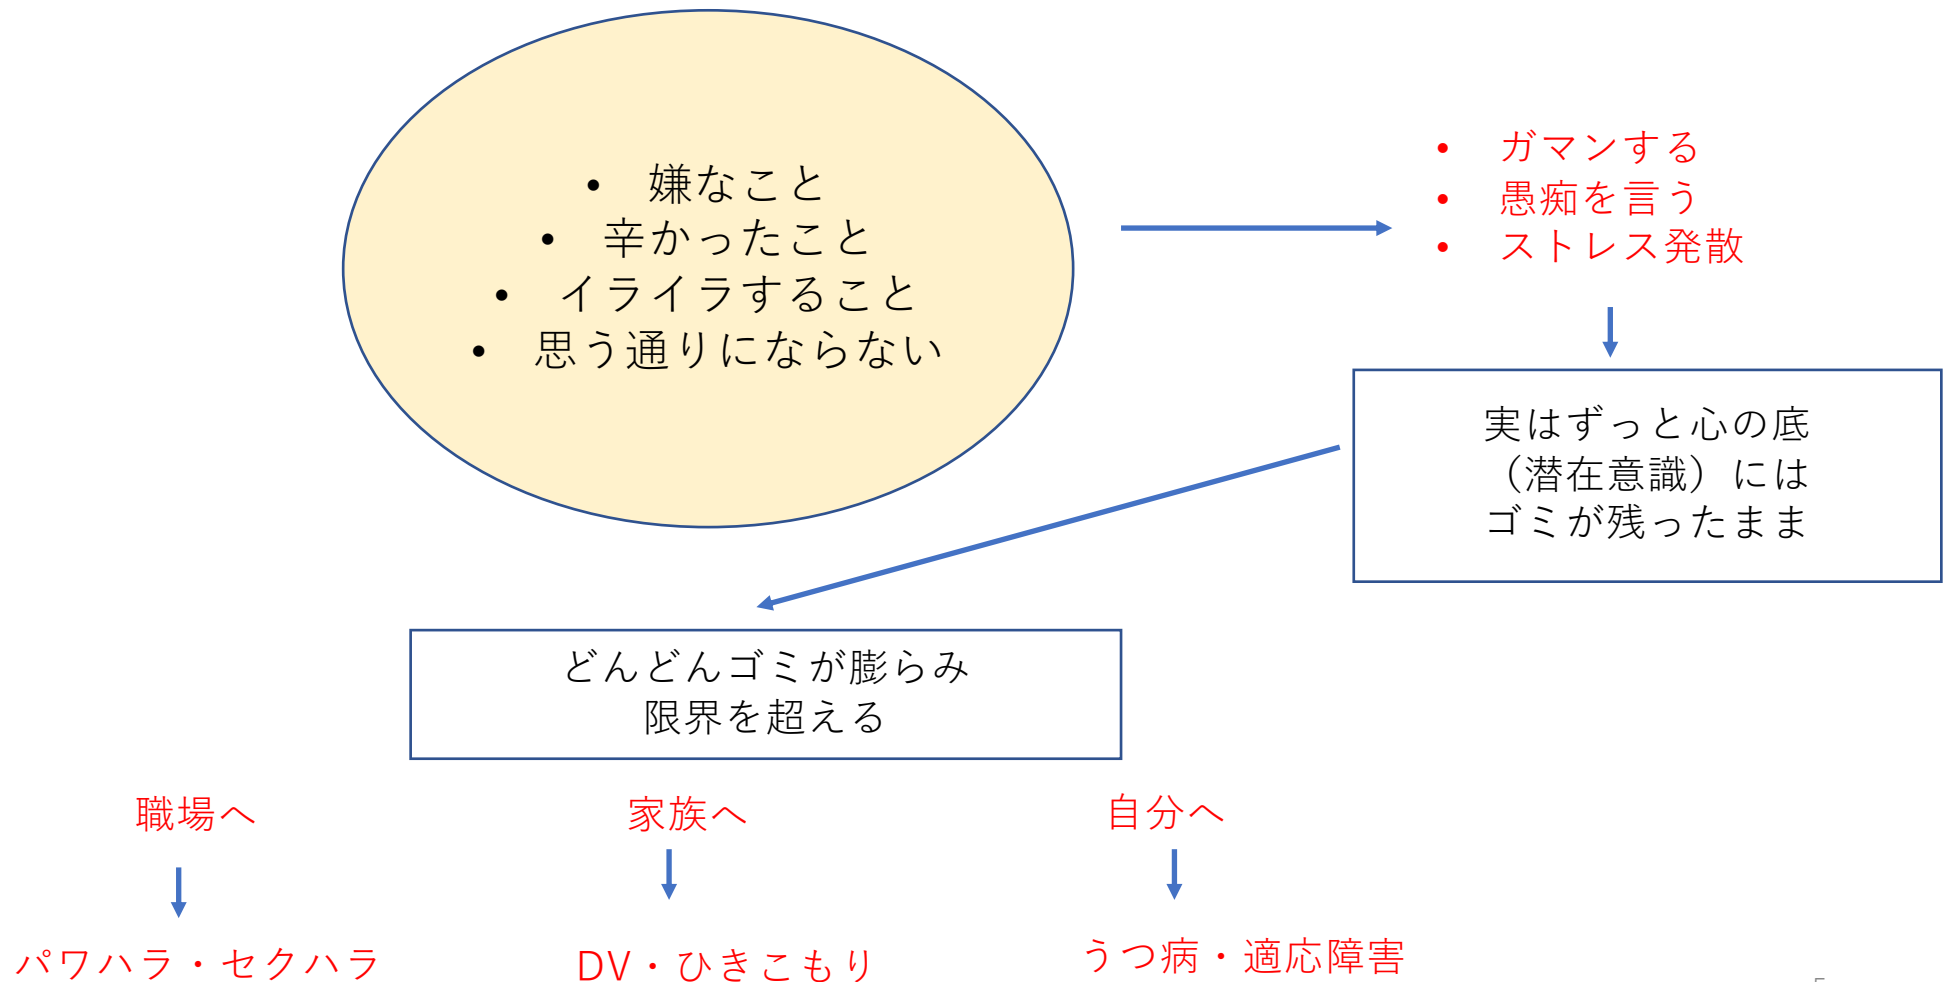 • 嫌なこと
• 辛かったこと
• イライラすること
• 思う通りにならない
• ガマンする
• 愚痴を言う
• ストレス発散
実はずっと心の底
（潜在意識）には
ゴミが残ったまま
どんどんゴミが膨らみ
限界を超える
職場へ
家族へ
自分へ
パワハラ・セクハラ
DV・ひきこもり
うつ病・適応障害